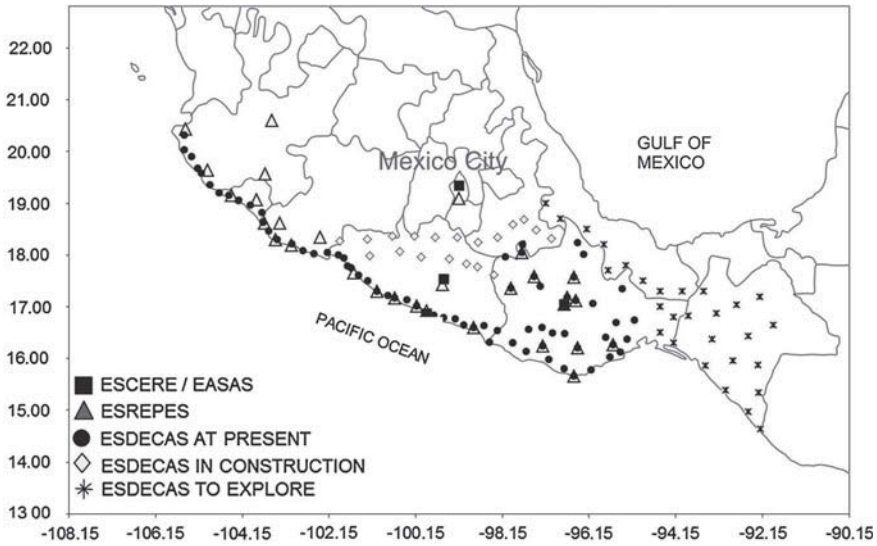 22.00
21.00
20.00
19.00
18.00
17.00
16.00
15.00
14.00
13 00
GULF OF
MEXICO
Mexico City
PACIFIC OCEAN
ESCERE / EASAS
ESREPES
ESDECAS AT PRESENT
ESDECAS IN CONSTRUCTION
ESDECAS TO EXPLORE
-108.15 -106.15 -104.15 -102.15 -100.15 -98.15 -96.15 -94.15 -92.15 -90.15